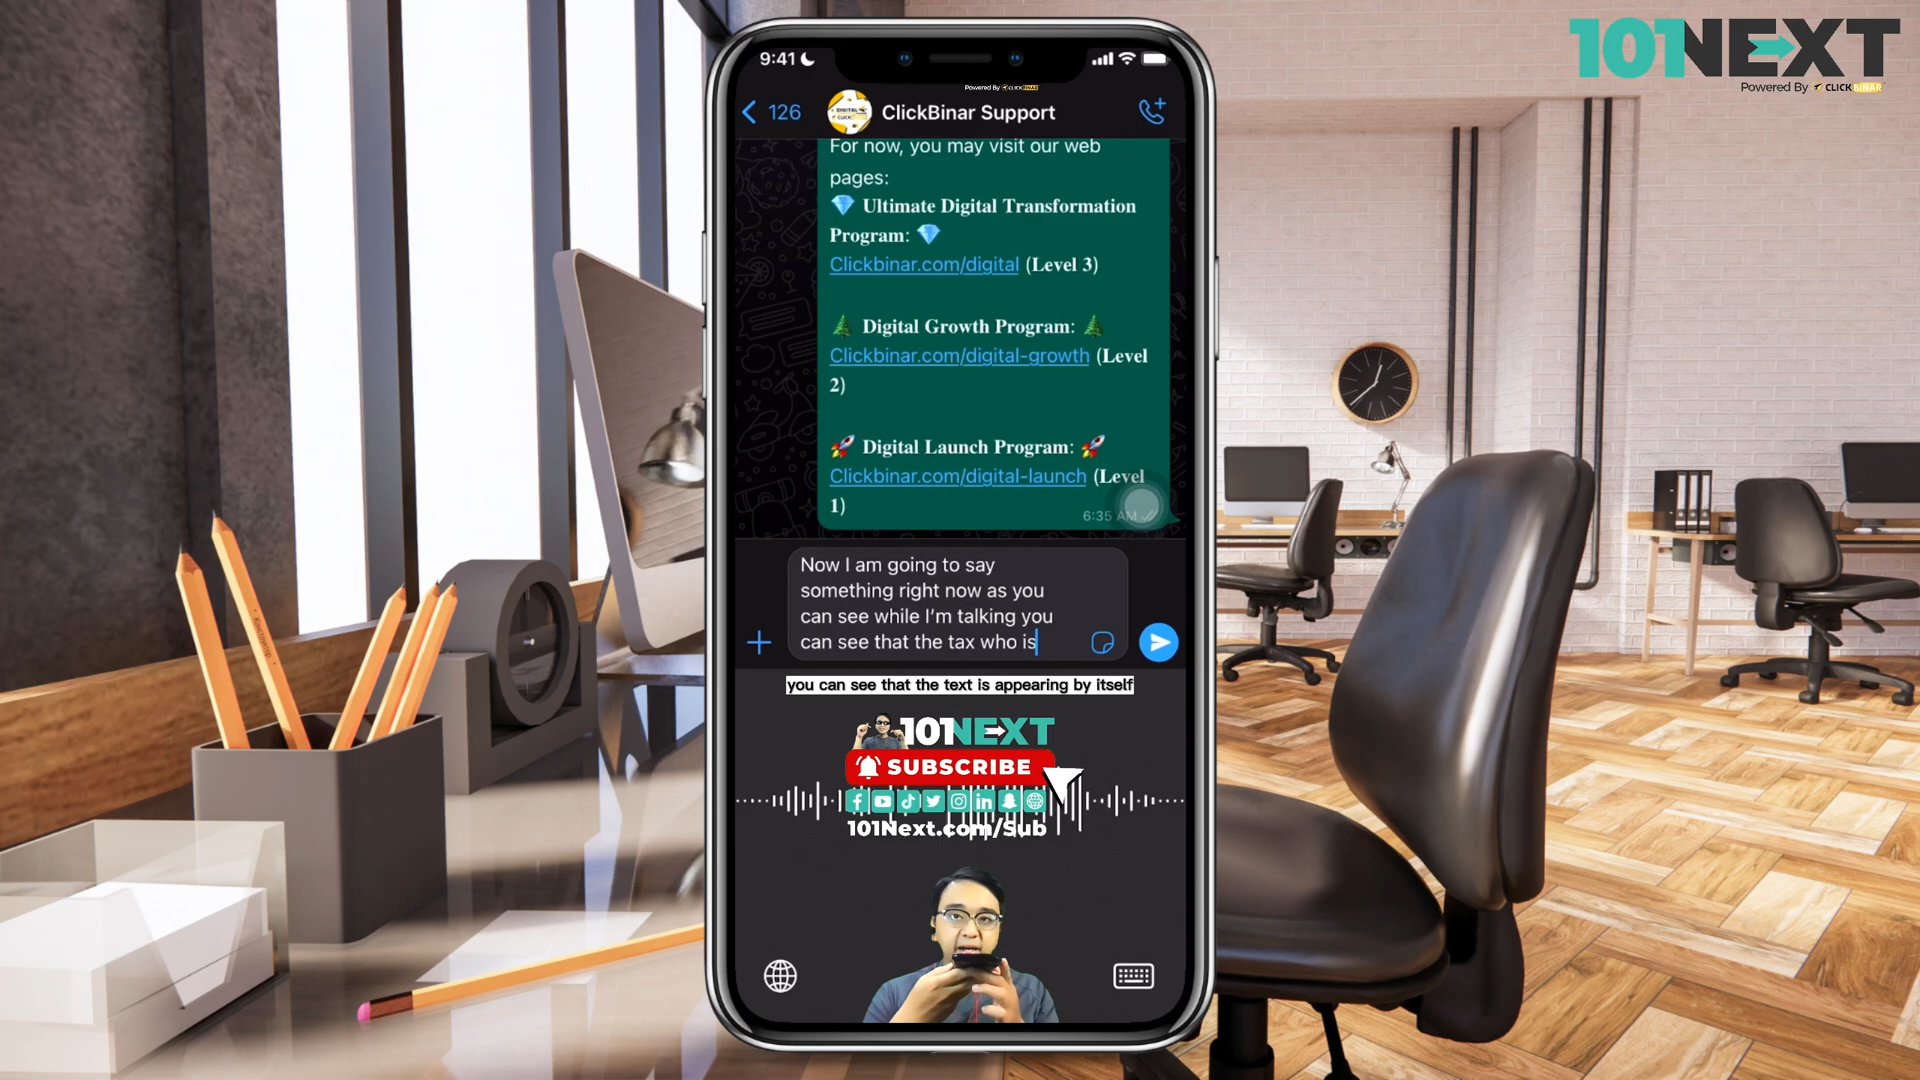 101NEXT
Powered By CLICKBINAR
9:41
Powered By CLICKBINAR
126
ClickBinar Support
For now, you may visit our web
pages:
💎 Ultimate Digital Transformation
Program: 💎
Clickbinar.com/digital (Level 3)
🌲 Digital Growth Program: 🌲
Clickbinar.com/digital-growth (Level
2)
🚀 Digital Launch Program: 🚀
Clickbinar.com/digital-launch (Level
1)
6:35 AM
Now I am going to say
something right now as you
can see while I'm talking you
can see that the tax who is
you can see that the text is appearing by itself
101NEXT
SUBSCRIBE
101Next.com/Sub